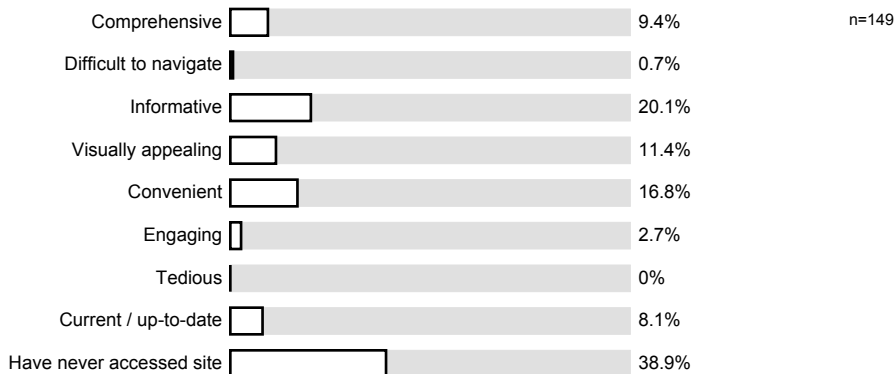 Comprehensive 9.4% n=149
Difficult to navigate 0.7%
Informative 20.1%
Visually appealing 11.4%
Convenient 16.8%
Engaging 2.7%
Tedious 0%
Current / up-to-date 8.1%
Have never accessed site 38.9%